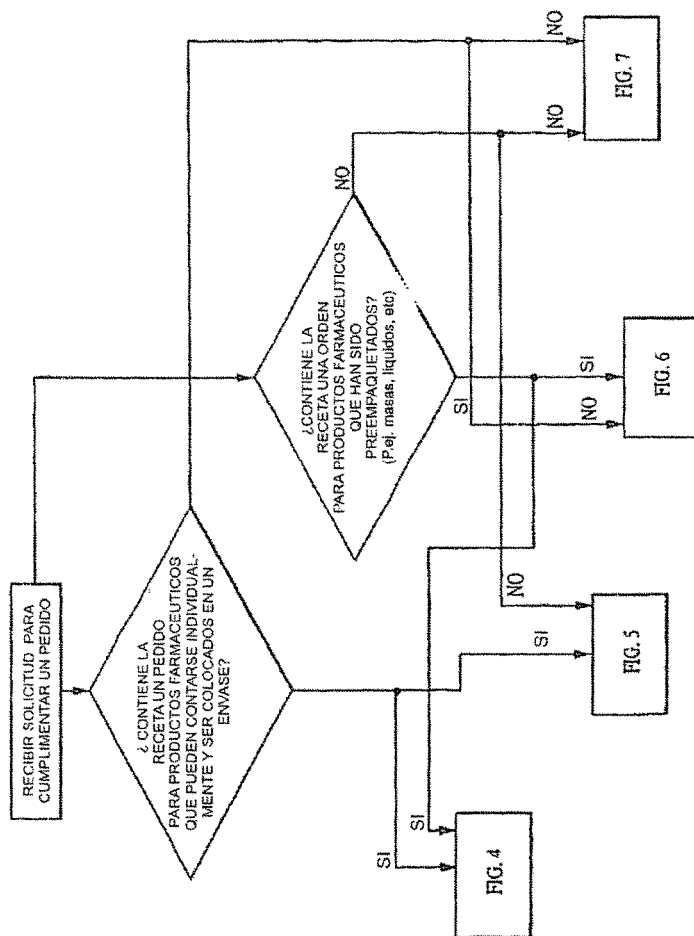 RECIBIR SOLICITUD PARA
CUMPLIMENTAR UN PEDIDO
¿ CONTIENE LA
RECETA UN PEDIDO
PARA PRODUCTOS FARMACEUTICOS
QUE PUEDEN CONTARSE INDIVIDUAL-
MENTE Y SER COLOCADOS EN UN
ENVASE?
¿CONTIENE LA
RECETA UNA ORDEN
PARA PRODUCTOS FARMACEUTICOS
QUE HAN SIDO
PREEMPAQUETADOS?
(P.ej. masas, liquidos, etc)
NO
SI
SI
SI
SI
NO
NO
SI
NO
NO
FIG. 4
FIG. 5
FIG. 6
FIG. 7